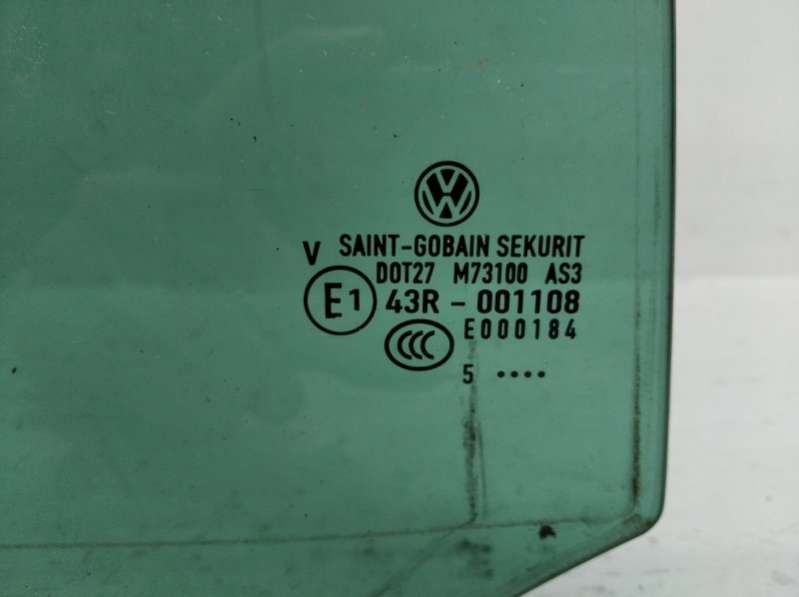 VW
V SAINT-GOBAIN SEKURIT
DOT27 M73100 AS3
E1 43R - 001108
CCC E000184
5 ••••